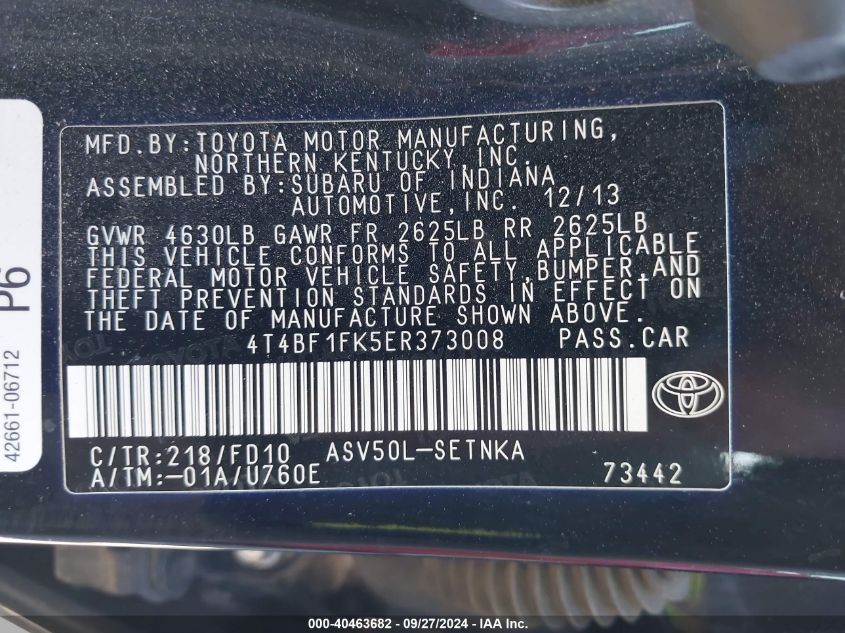 MFD.BY:TOYOTA MOTOR MANUFACTURING,
NORTHERN KENTUCKY,INC.
ASSEMBLED BY:SUBARU OF INDIANA
AUTOMOTIVE,INC. 12/13
GVWR 4630LB GAWR FR 2625LB RR 2625LB
THIS VEHICLE CONFORMS TO ALL APPLICABLE
FEDERAL MOTOR VEHICLE SAFETY,BUMPER,AND
THEFT PREVENTION STANDARDS IN EFFECT ON
THE DATE OF MANUFACTURE SHOWN ABOVE.
4T4BF1FK5ER373008 PASS.CAR
C/TR:218/FD10 ASV50L-SETNKA
A/TM:-01A/U760E 73442
P6
42661-06712
000-40463682 - 09/27/2024 - IAA Inc.